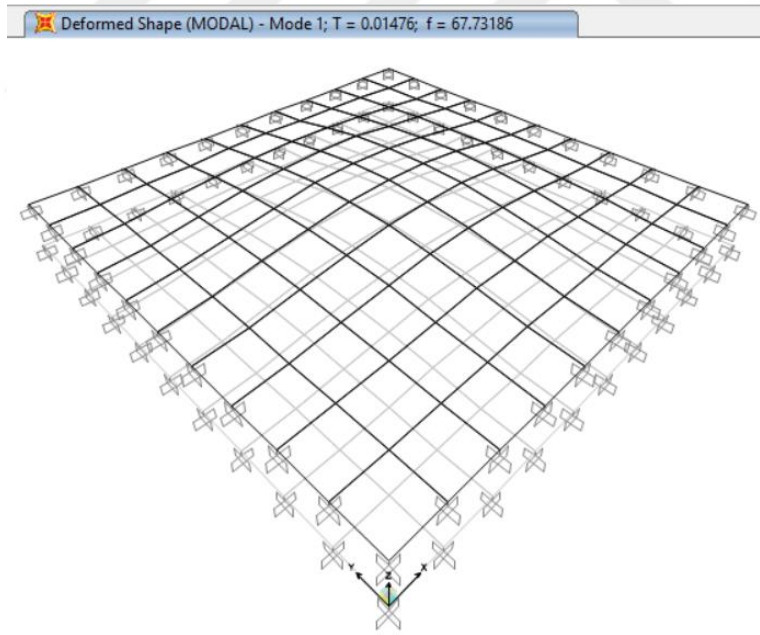 Deformed Shape (MODAL) - Mode 1; T = 0.01476; f = 67.73186
Y
Z
X